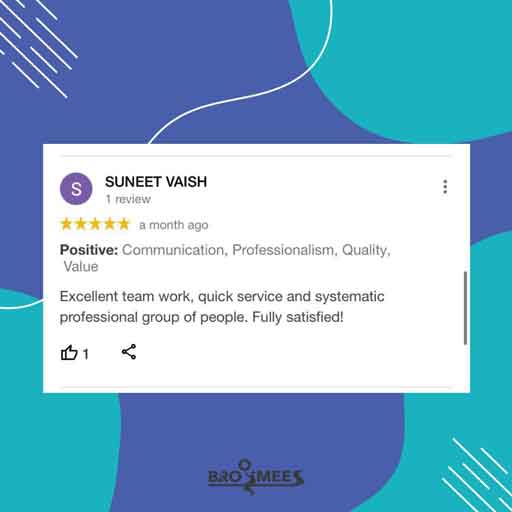 S
SUNEET VAISH
1 review
a month ago
Positive: Communication, Professionalism, Quality,
Value
Excellent team work, quick service and systematic
professional group of people. Fully satisfied!
1
BROOMEES